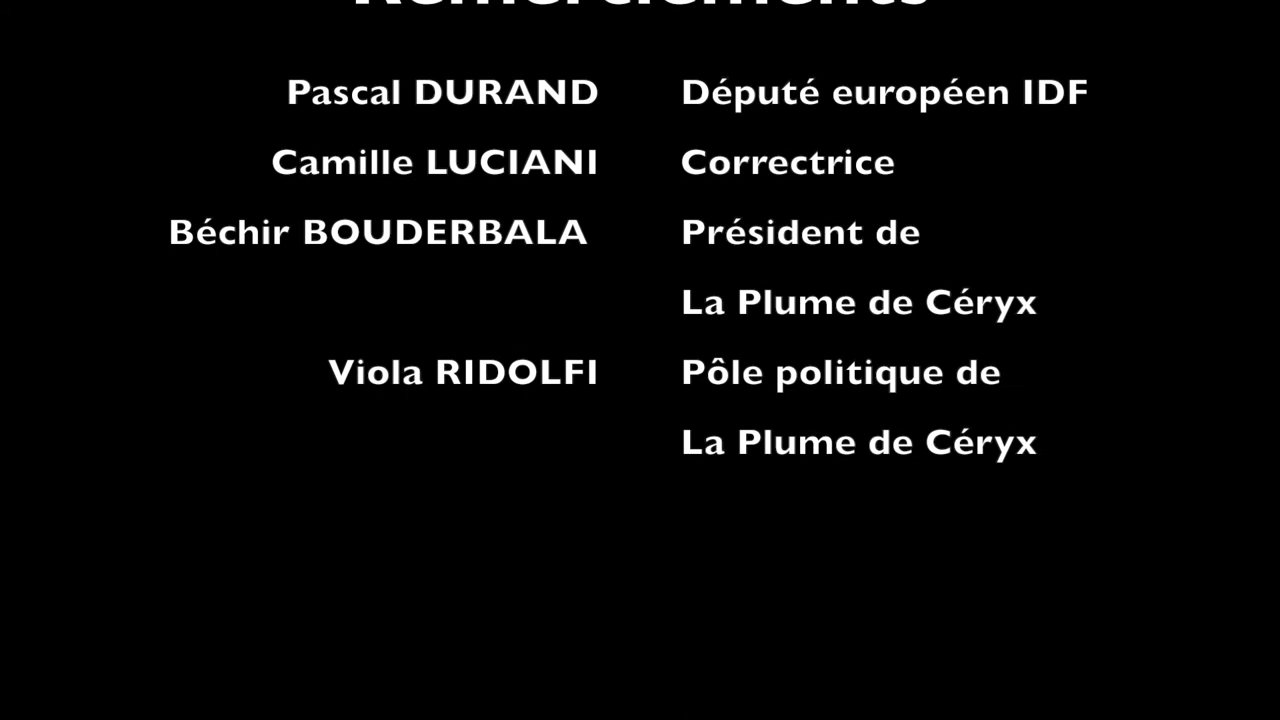 Remerciements
Pascal DURAND Député européen IDF
Camille LUCIANI Correctrice
Béchir BOUDERBALA Président de
La Plume de Céryx
Viola RIDOLFI Pôle politique de
La Plume de Céryx